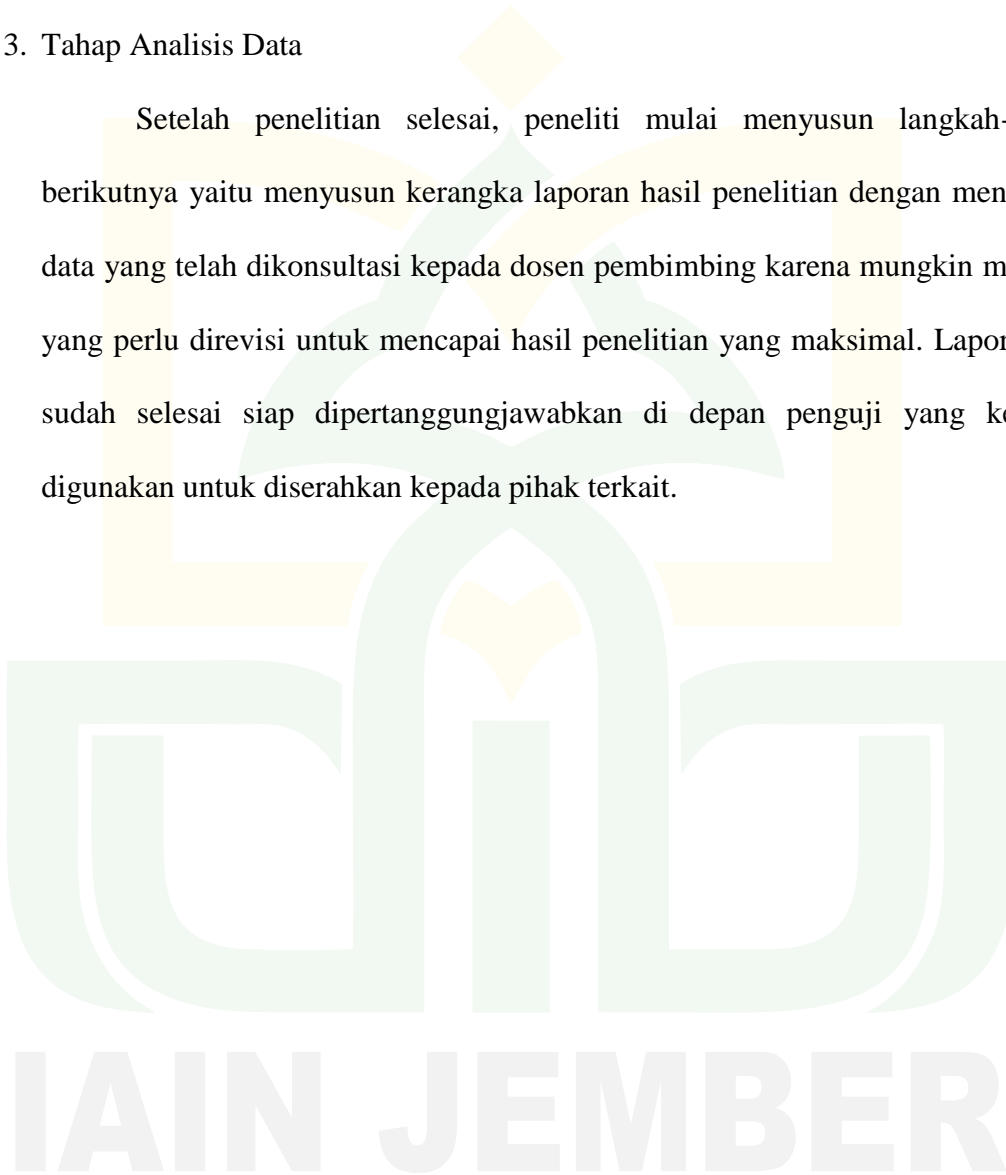 3. Tahap Analisis Data
Setelah penelitian selesai, peneliti mulai menyusun langkah-
berikutnya yaitu menyusun kerangka laporan hasil penelitian dengan men
data yang telah dikonsultasi kepada dosen pembimbing karena mungkin m
yang perlu direvisi untuk mencapai hasil penelitian yang maksimal. Lapor
sudah selesai siap dipertanggungjawabkan di depan penguji yang ke
digunakan untuk diserahkan kepada pihak terkait.
IAIN JEMBER